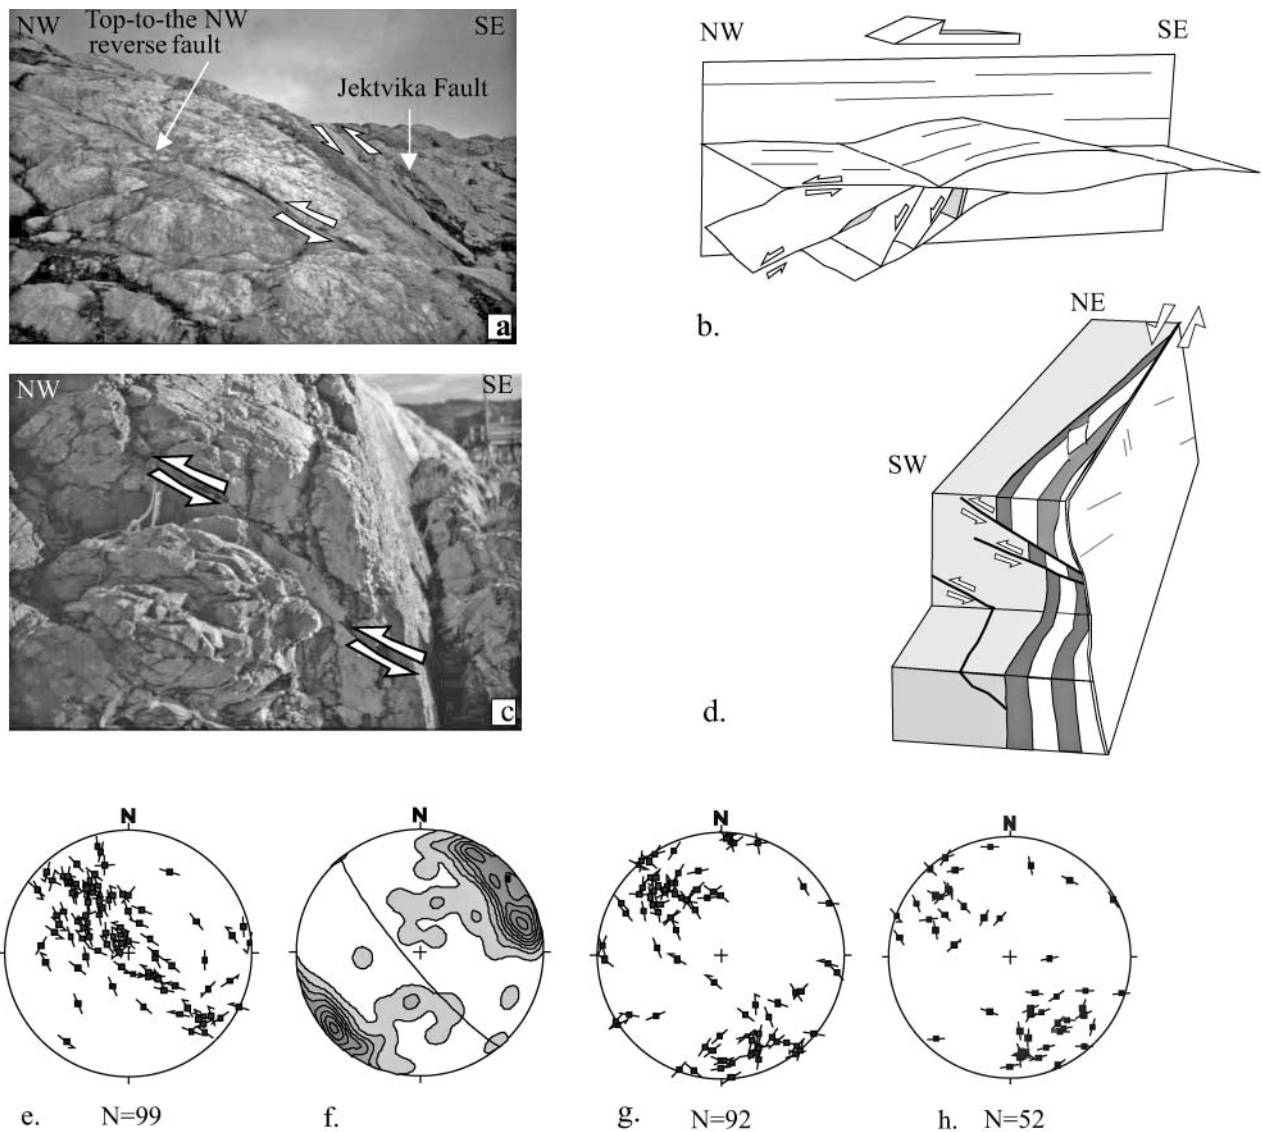 NW
Top-to-the NW
reverse fault
SE
Jektvika Fault
a
NW
SE
b.
NW
SE
c
NE
SW
d.
N
N
N
N
e.
N=99
f.
g.
N=92
h.
N=52